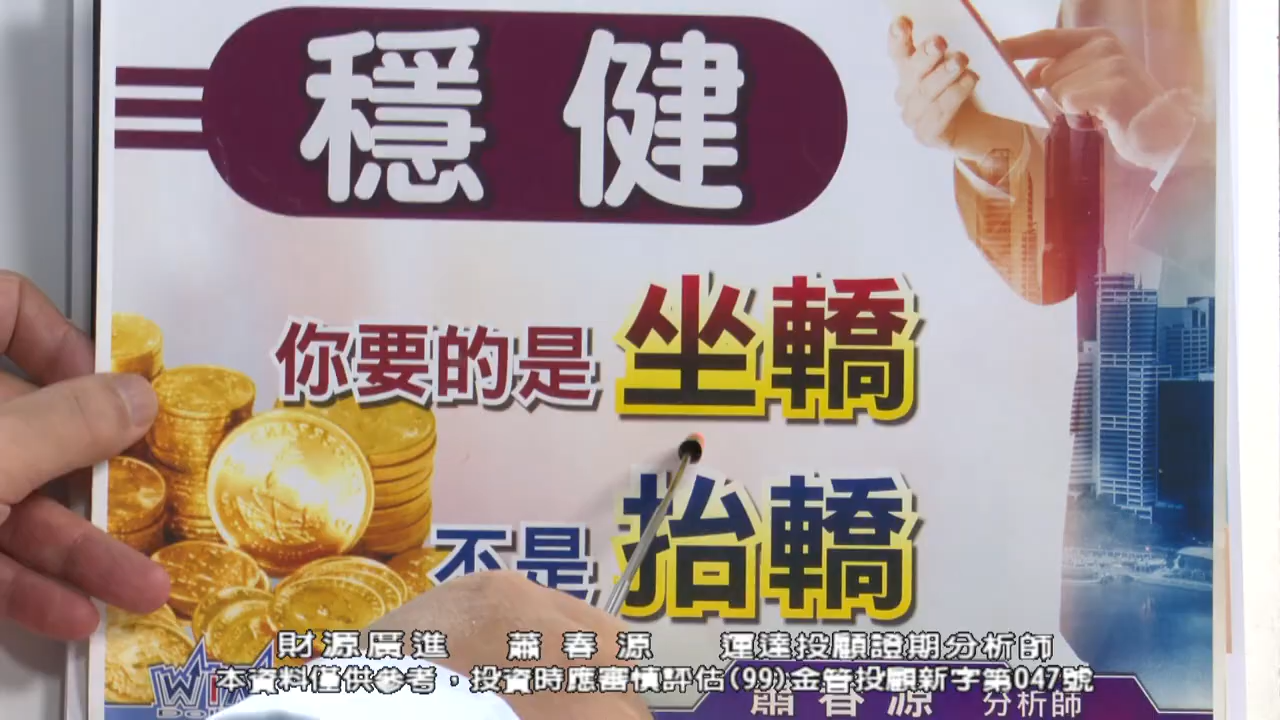 穩健
你要的是坐轎
不是抬轎
財源廣進 蕭春源 運達投顧證期分析師
本資料僅供參考，投資時應審慎評估(99)金管投顧新字第047號
蕭春源 分析師